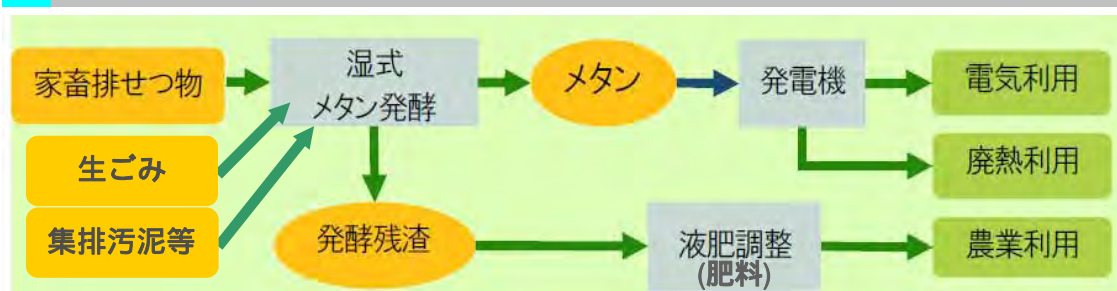 家畜排せつ物
湿式
メタン発酵
メタン
発電機
電気利用
廃熱利用
生ごみ
集排汚泥等
発酵残渣
液肥調整
(肥料)
農業利用